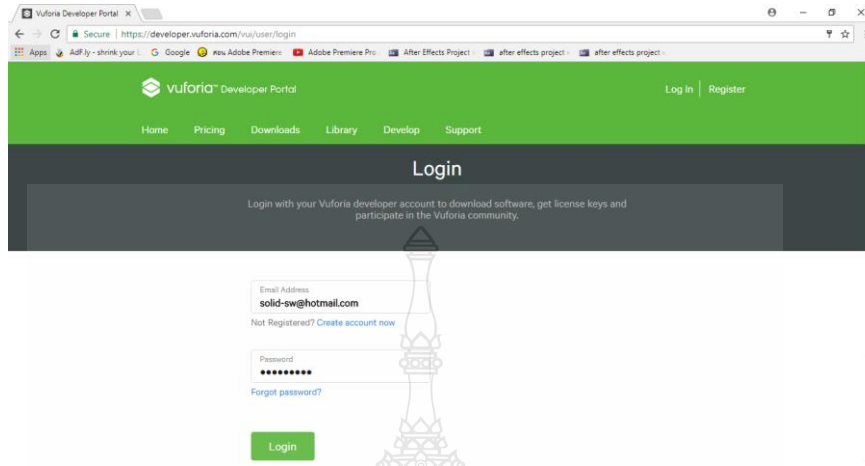 Vuforia Developer Portal
Secure | https://developer.vuforia.com/vui/user/login
Apps AdF.ly - shrink your Google Adobe Premiere Adobe Premiere Pro After Effects Project after effects project after effects project
vuforia™ Developer Portal
Log In | Register
Home Pricing Downloads Library Develop Support
Login
Login with your Vuforia developer account to download software, get license keys and
participate in the Vuforia community.
Email Address
solid-sw@hotmail.com
Not Registered? Create account now
Password
•••••••••
Forgot password?
Login